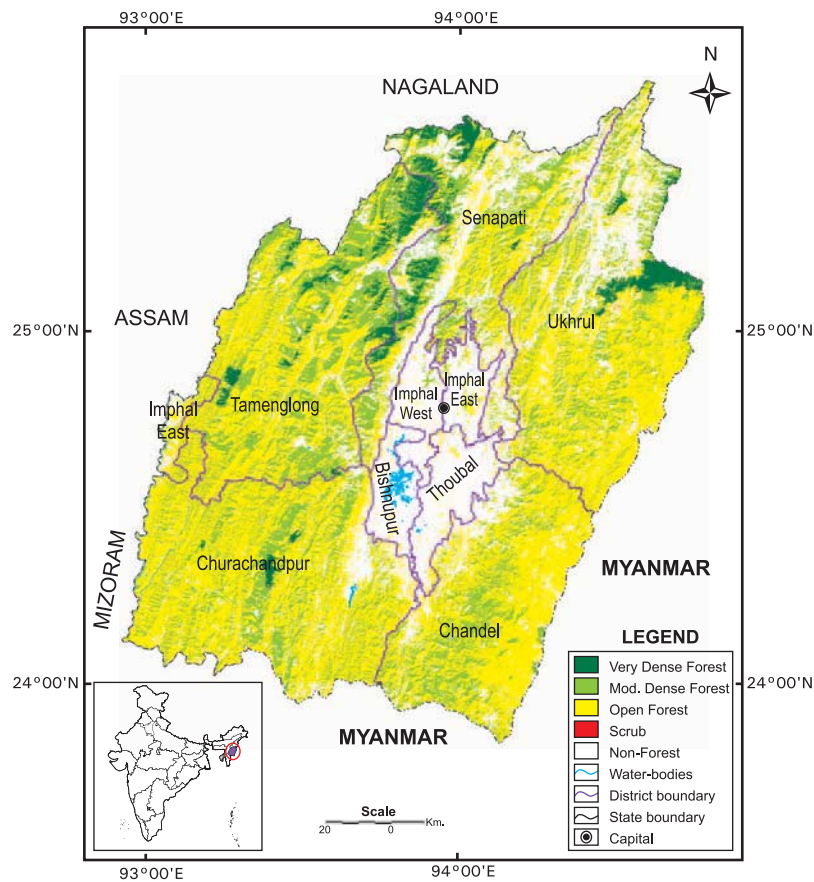 93°00'E
94°00'E
N
NAGALAND
Senapati
ASSAM
25°00'N
25°00'N
Ukhrul
Imphal
East
Tamenglong
Imphal
West
Imphal
East
Bishnupur
Thoubal
MIZORAM
Churachandpur
MYANMAR
Chandel
24°00'N
24°00'N
MYANMAR
LEGEND
Very Dense Forest
Mod. Dense Forest
Open Forest
Scrub
Non-Forest
Water-bodies
District boundary
State boundary
Capital
Scale
20 0 Km.
93°00'E
94°00'E